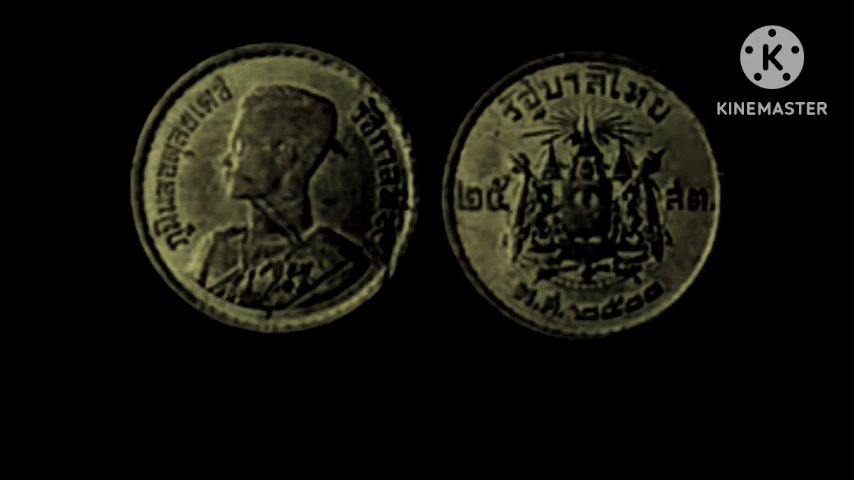 ภูมิพลอดุลยเดช
รัชกาลที่๙
รัฐบาลไทย
๒๕ สต.
พ.ศ. ๒๕๐๐
KINEMASTER